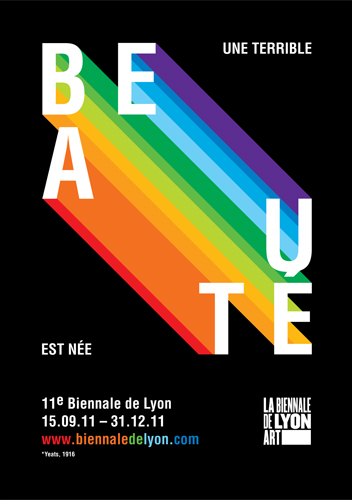 UNE TERRIBLE
BE
A
U
TÉ
EST NÉE
11e Biennale de Lyon
15.09.11 – 31.12.11
www.biennaledelyon.com
*Yeats, 1916
LA BIENNALE
DE LYON
ART